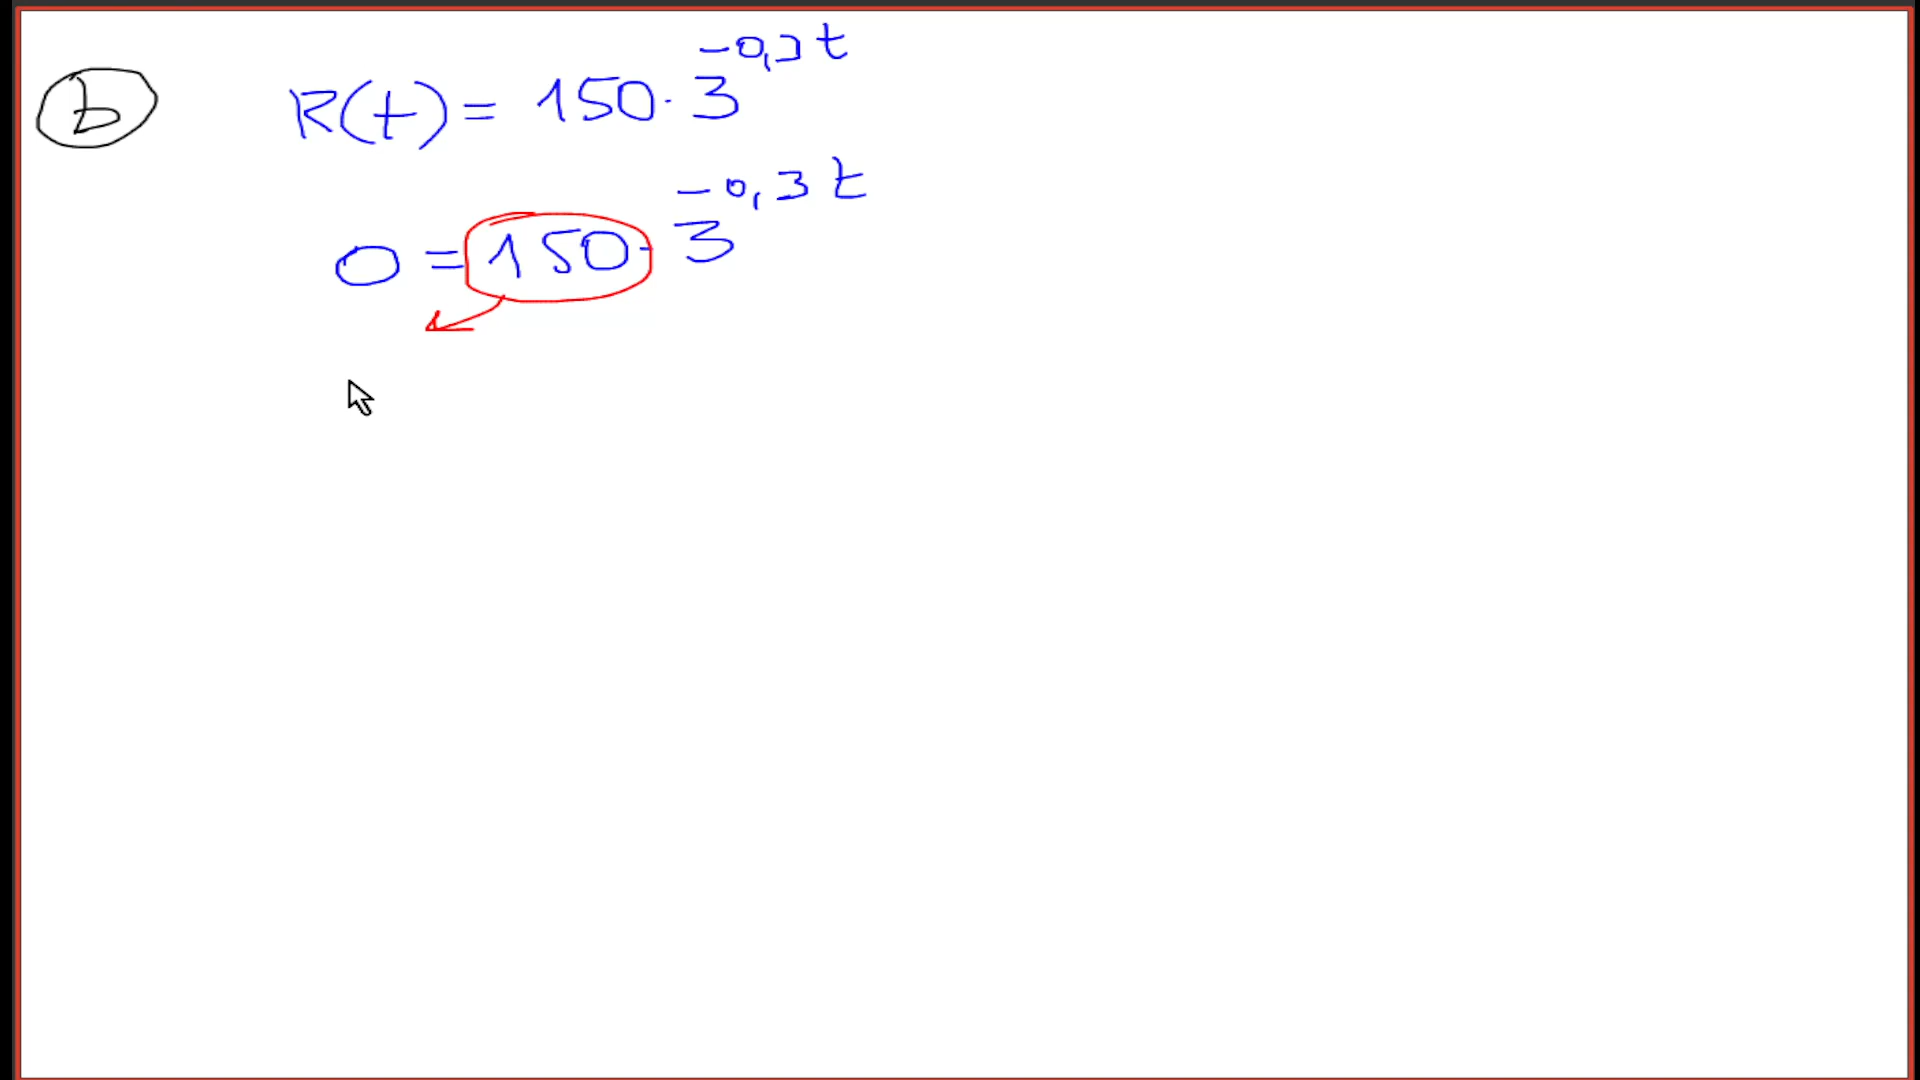 b R(t) = 150 · 3^-0,3t
0 = 150 · 3^-0,3t